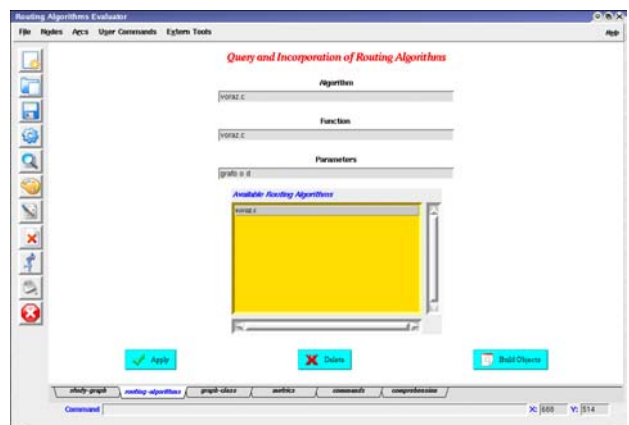 Routing Algorithms Evaluator
File Nodes Arcs User Commands Extern Tools Help
Query and Incorporation of Routing Algorithms
Algorithm
voraz.c
Function
voraz.c
Parameters
grafo o d
Available Routing Algorithms
voraz.c
Apply Delete Build Objects
study-graph routing-algorithms graph-class metrics commands comprehension
Command X: 688 Y: 514